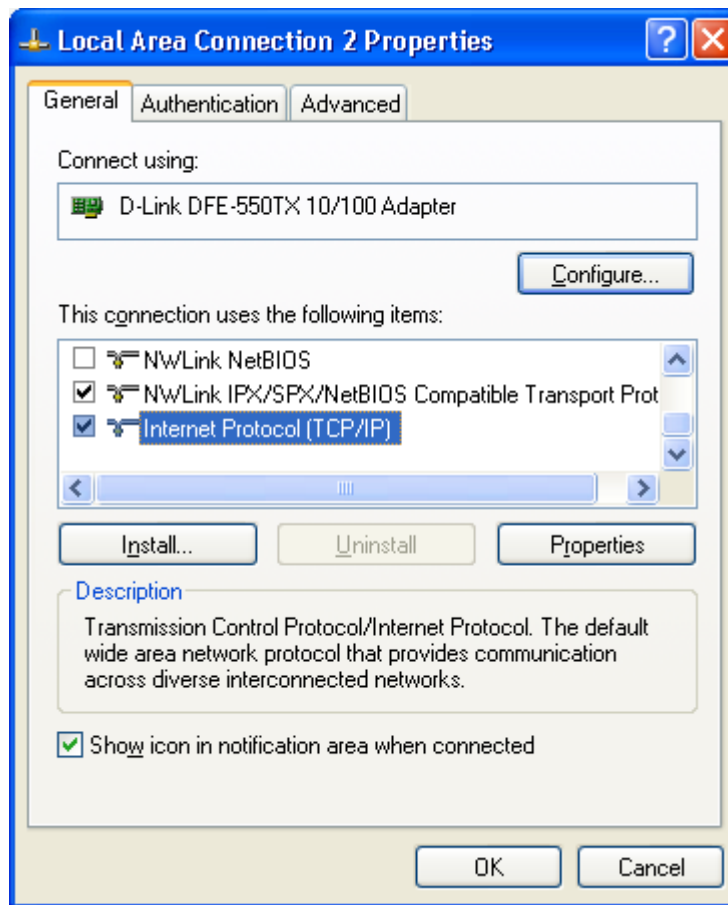 Local Area Connection 2 Properties
General Authentication Advanced
Connect using:
D-Link DFE-550TX 10/100 Adapter
Configure...
This connection uses the following items:
NWLink NetBIOS
NWLink IPX/SPX/NetBIOS Compatible Transport Prot
Internet Protocol (TCP/IP)
Install... Uninstall Properties
Description
Transmission Control Protocol/Internet Protocol. The default
wide area network protocol that provides communication
across diverse interconnected networks.
Show icon in notification area when connected
OK Cancel